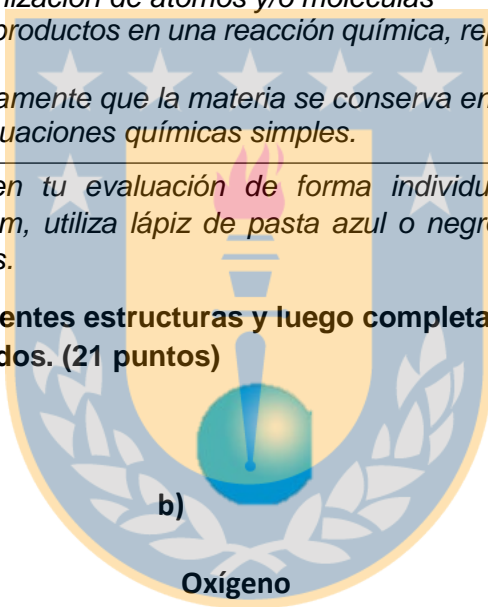 nización de átomos y/o moléculas
productos en una reacción química, rep
amente que la materia se conserva en
uaciones químicas simples.
en tu evaluación de forma individu
m, utiliza lápiz de pasta azul o negro
s.
entes estructuras y luego completa
dos. (21 puntos)
b)
Oxígeno